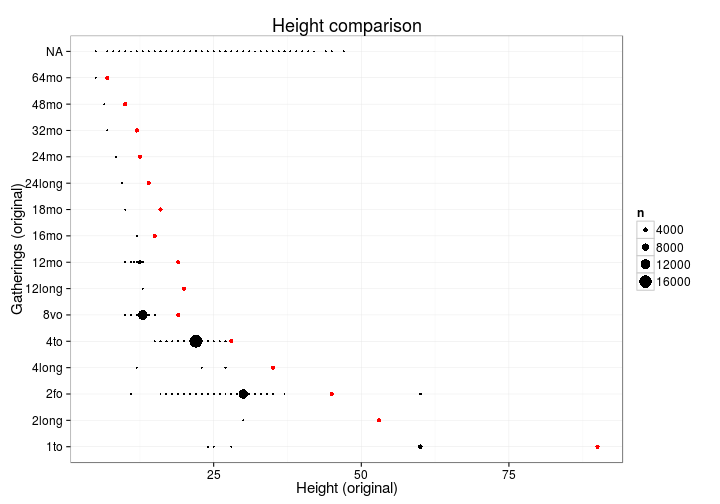 Height comparison
Gatherings (original)
NA
64mo
48mo
32mo
24mo
24long
18mo
16mo
12mo
12long
8vo
4to
4long
2fo
2long
1to
25 50 75
Height (original)
n
4000
8000
12000
16000